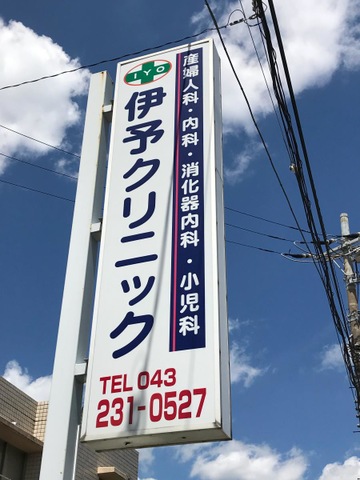 IYO
産婦人科・内科・消化器内科・小児科
伊予クリニック
TEL 043
231-0527